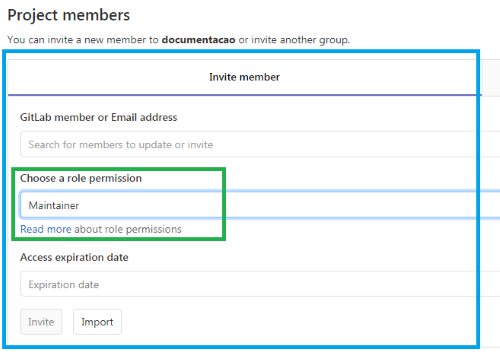 Project members
You can invite a new member to documentacao or invite another group.
Invite member
GitLab member or Email address
Search for members to update or invite
Choose a role permission
Maintainer
Read more about role permissions
Access expiration date
Expiration date
Invite
Import